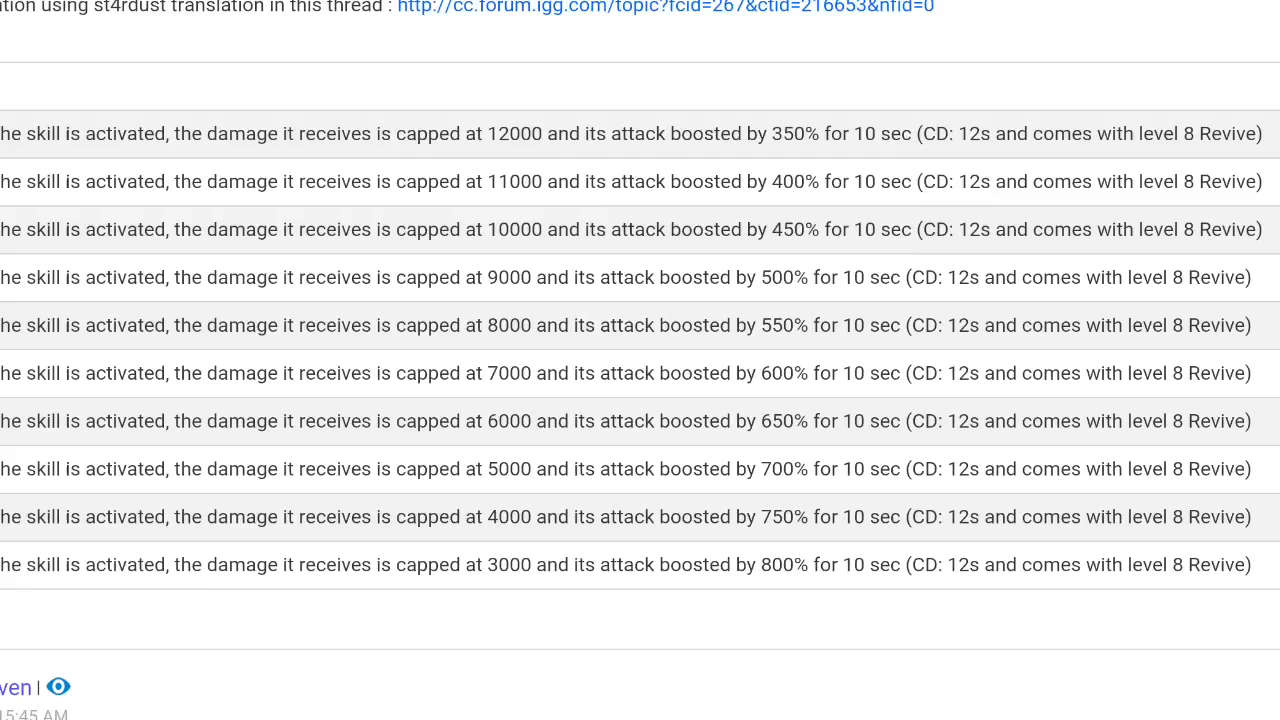 ation using st4rdust translation in this thread : http://cc.forum.igg.com/topic?fcid=267&ctid=216653&nfid=0
he skill is activated, the damage it receives is capped at 12000 and its attack boosted by 350% for 10 sec (CD: 12s and comes with level 8 Revive)
he skill is activated, the damage it receives is capped at 11000 and its attack boosted by 400% for 10 sec (CD: 12s and comes with level 8 Revive)
he skill is activated, the damage it receives is capped at 10000 and its attack boosted by 450% for 10 sec (CD: 12s and comes with level 8 Revive)
he skill is activated, the damage it receives is capped at 9000 and its attack boosted by 500% for 10 sec (CD: 12s and comes with level 8 Revive)
he skill is activated, the damage it receives is capped at 8000 and its attack boosted by 550% for 10 sec (CD: 12s and comes with level 8 Revive)
he skill is activated, the damage it receives is capped at 7000 and its attack boosted by 600% for 10 sec (CD: 12s and comes with level 8 Revive)
he skill is activated, the damage it receives is capped at 6000 and its attack boosted by 650% for 10 sec (CD: 12s and comes with level 8 Revive)
he skill is activated, the damage it receives is capped at 5000 and its attack boosted by 700% for 10 sec (CD: 12s and comes with level 8 Revive)
he skill is activated, the damage it receives is capped at 4000 and its attack boosted by 750% for 10 sec (CD: 12s and comes with level 8 Revive)
he skill is activated, the damage it receives is capped at 3000 and its attack boosted by 800% for 10 sec (CD: 12s and comes with level 8 Revive)
ven |
15:45 AM